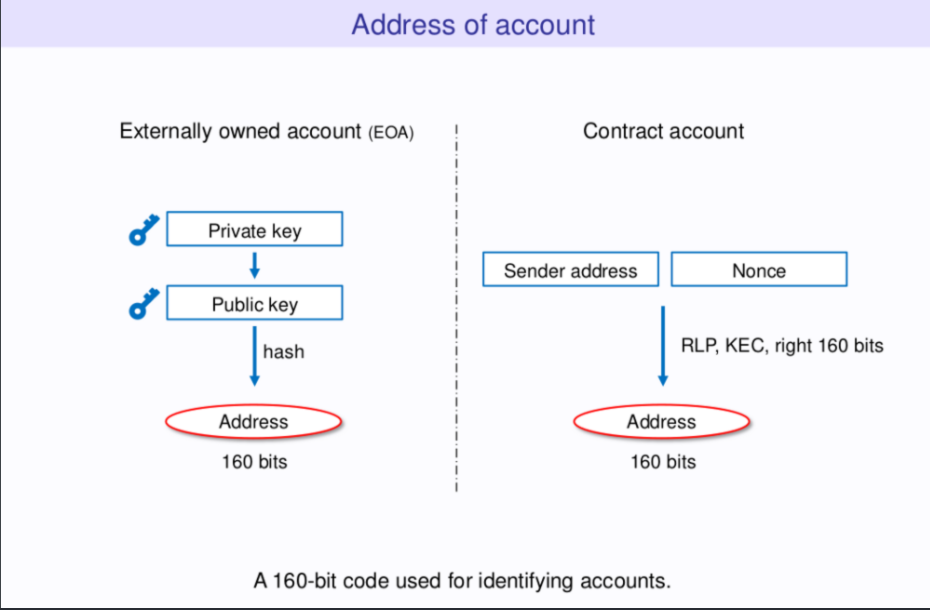 Address of account
Externally owned account (EOA)
Private key
Public key
hash
Address
160 bits
Contract account
Sender address
Nonce
RLP, KEC, right 160 bits
Address
160 bits
A 160-bit code used for identifying accounts.